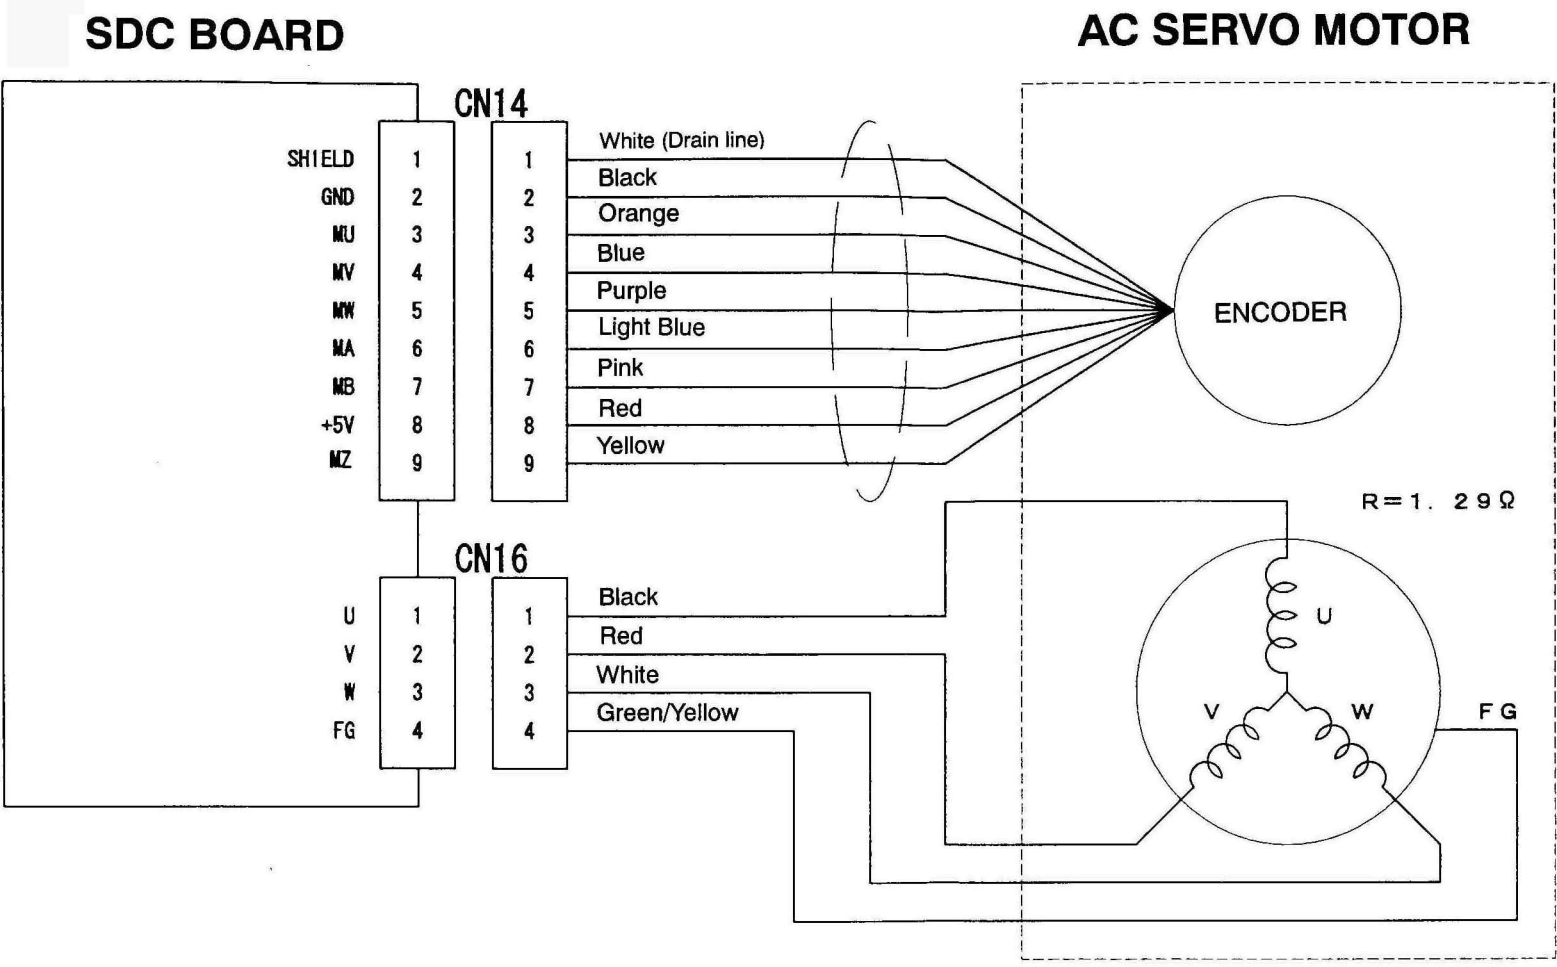 SDC BOARD
AC SERVO MOTOR
CN14
SHIELD 1 1 White (Drain line)
GND 2 2 Black
MU 3 3 Orange
MV 4 4 Blue
MW 5 5 Purple
MA 6 6 Light Blue
MB 7 7 Pink
+5V 8 8 Red
MZ 9 9 Yellow
ENCODER
R=1.29Ω
CN16
U 1 1 Black
V 2 2 Red
W 3 3 White
FG 4 4 Green/Yellow
U
V W FG